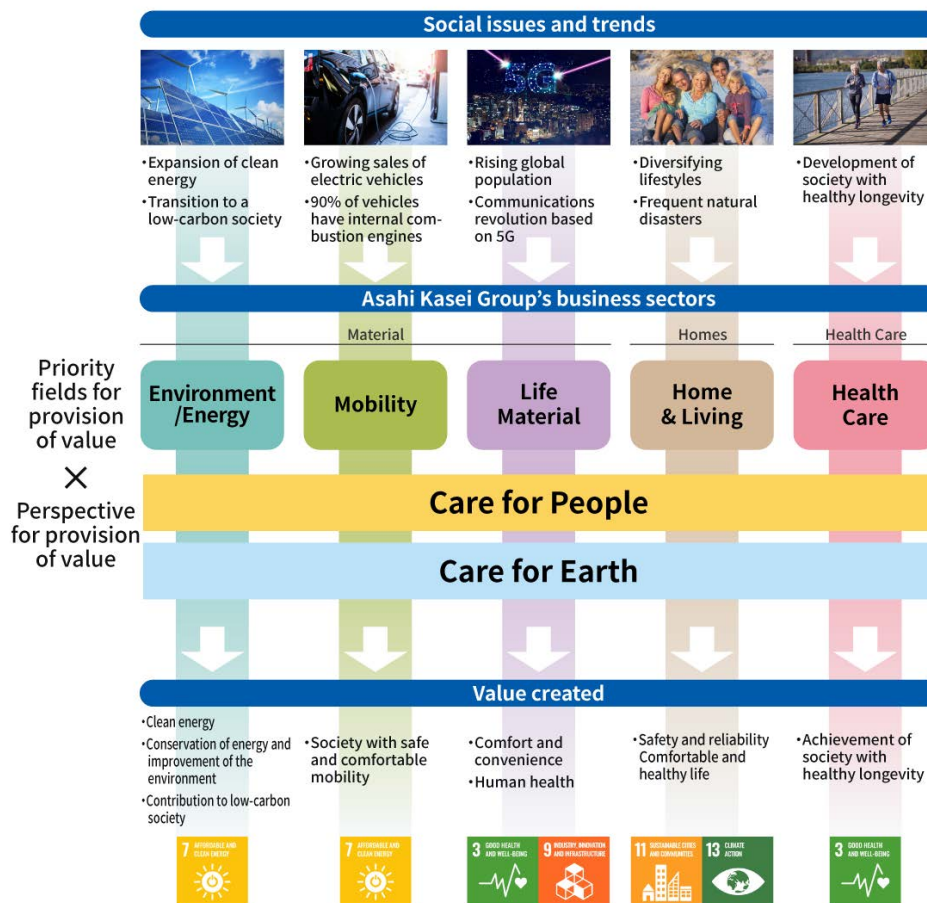 Social issues and trends
5G
・Expansion of clean
energy
・Transition to a
low-carbon society
・Growing sales of
electric vehicles
・90% of vehicles
have internal com-
bustion engines
・Rising global
population
・Communications
revolution based
on 5G
・Diversifying
lifestyles
・Frequent natural
disasters
・Development of
society with
healthy longevity
Asahi Kasei Group's business sectors
Material
Homes
Health Care
Priority
fields for
provision
of value
×
Perspective
for provision
of value
Environment
/Energy
Mobility
Life
Material
Home
& Living
Health
Care
Care for People
Care for Earth
Value created
・Clean energy
・Conservation of energy and
improvement of the
environment
・Contribution to low-carbon
society
・Society with safe
and comfortable
mobility
・Comfort and
convenience
・Human health
・Safety and reliability
Comfortable and
healthy life
・Achievement of
society with
healthy longevity
7 AFFORDABLE AND
CLEAN ENERGY
7 AFFORDABLE AND
CLEAN ENERGY
3 GOOD HEALTH
AND WELL-BEING
9 INDUSTRY, INNOVATION
AND INFRASTRUCTURE
11 SUSTAINABLE CITIES
AND COMMUNITIES
13 CLIMATE
ACTION
3 GOOD HEALTH
AND WELL-BEING